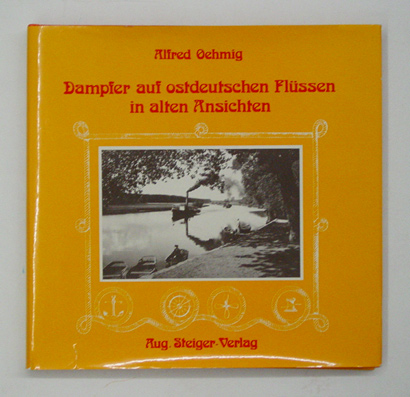 Alfred Oehmig
Dampfer auf ostdeutschen Flüssen
in alten Ansichten
Aug. Steiger-Verlag